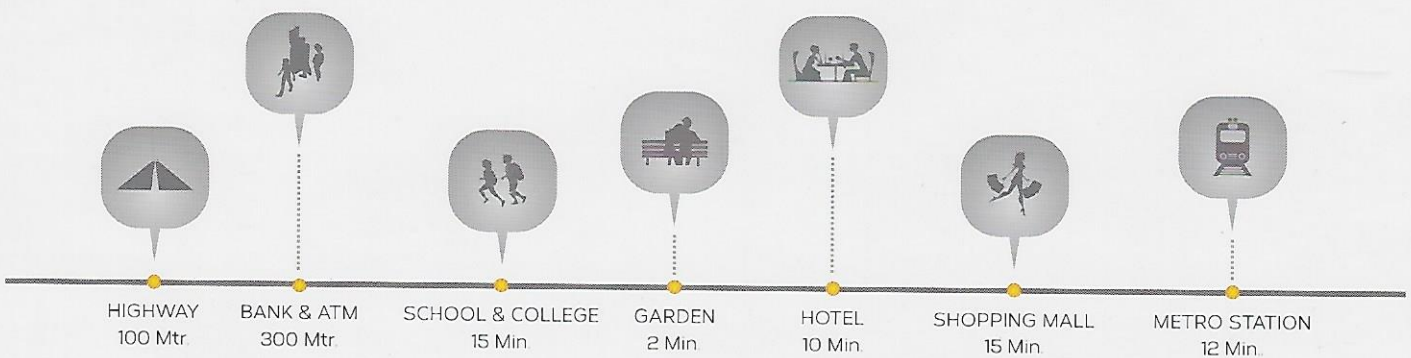 HIGHWAY
100 Mtr.
BANK & ATM
300 Mtr.
SCHOOL & COLLEGE
15 Min.
GARDEN
2 Min.
HOTEL
10 Min.
SHOPPING MALL
15 Min.
METRO STATION
12 Min.